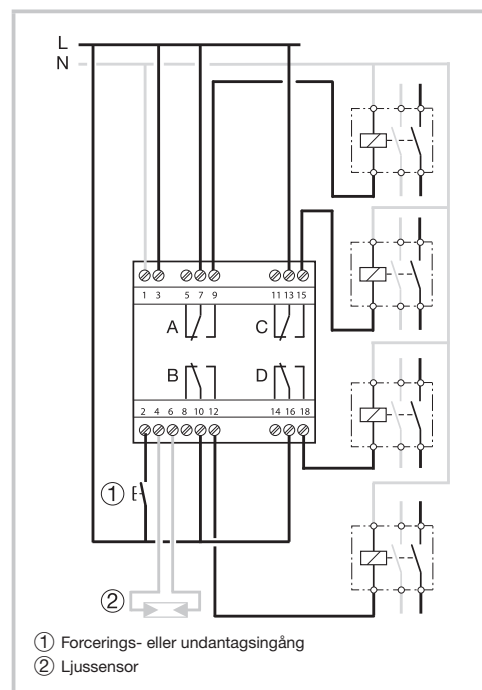 L
N
1 3 5 7 9 11 13 15
A C
B D
2 4 6 8 10 12 14 16 18
①
②
① Forcerings- eller undantagsingång
② Ljussensor